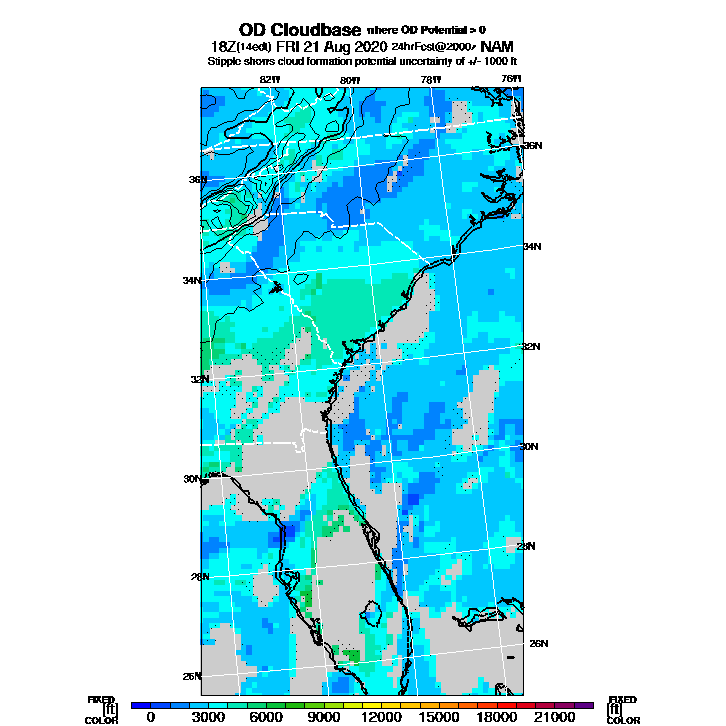 OD Cloudbase where OD Potential > 0
18Z(14edt) FRI 21 Aug 2020 24hrFcst@2000z NAM
Stipple shows cloud formation potential uncertainty of +/- 1000 ft
82W 80W 78W 76W
36N 36N
34N 34N
32N 32N
30N 30N
28N 28N
26N 26N
FIXED [ft] COLOR 0 3000 6000 9000 12000 15000 18000 21000 FIXED [ft] COLOR